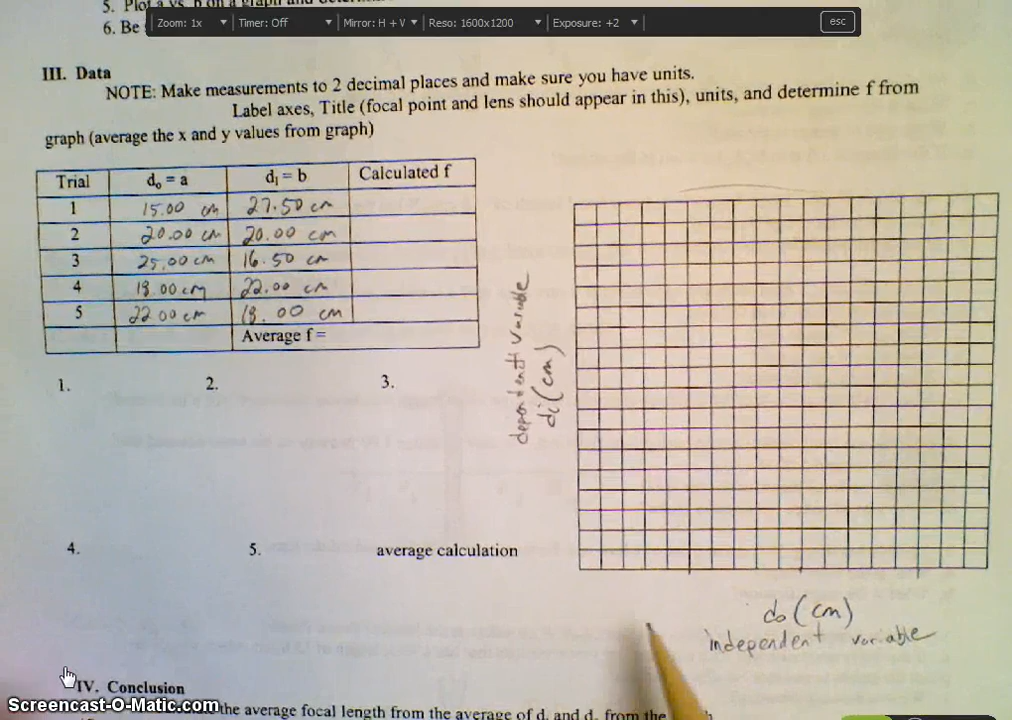 5. Plot a vs. b on a graph and
6. Be
Zoom: 1x Timer: Off Mirror: H + V Reso: 1600x1200 Exposure: +2 esc
III. Data
NOTE: Make measurements to 2 decimal places and make sure you have units.
Label axes, Title (focal point and lens should appear in this), units, and determine f from
graph (average the x and y values from graph)
Trial do = a di = b Calculated f
1 15.00 cm 27.50 cm
2 20.00 cm 20.00 cm
3 25.00 cm 16.50 cm
4 18.00 cm 22.00 cm
5 22.00 cm 18.00 cm
Average f =
1. 2. 3.
dependent variable
di (cm)
4. 5. average calculation
do (cm)
independent variable
IV. Conclusion
Screencast-O-Matic.com
the average focal length from the average of di and do from the